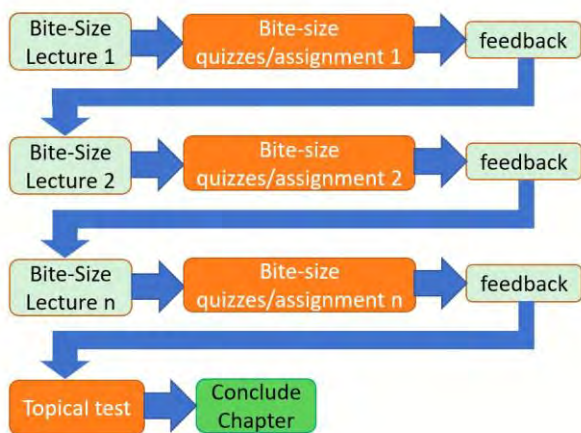 Bite-Size
Lecture 1
Bite-size
quizzes/assignment 1
feedback
Bite-Size
Lecture 2
Bite-size
quizzes/assignment 2
feedback
Bite-Size
Lecture n
Bite-size
quizzes/assignment n
feedback
Topical test
Conclude
Chapter